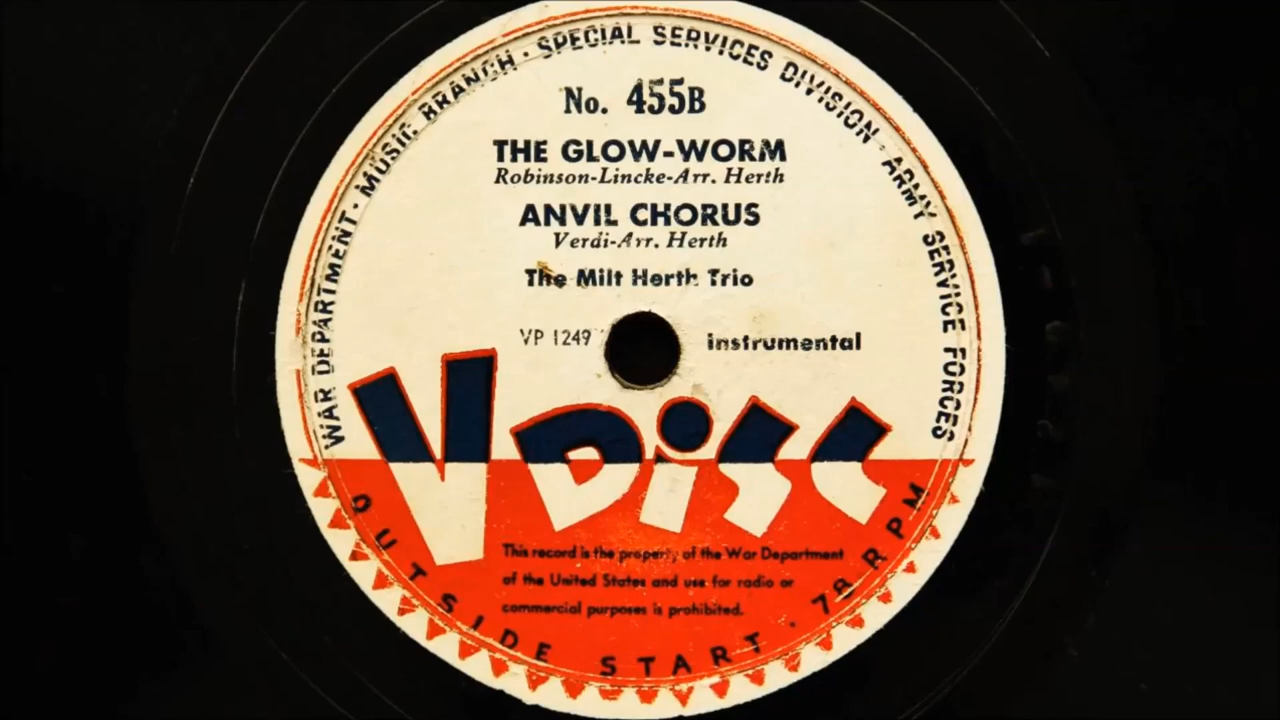 WAR DEPARTMENT · MUSIC BRANCH · SPECIAL SERVICES DIVISION · ARMY SERVICE FORCES
No. 455B
THE GLOW-WORM
Robinson-Lincke-Arr. Herth
ANVIL CHORUS
Verdi-Arr. Herth
The Milt Herth Trio
VP 1249
instrumental
V DiSC
This record is the property of the War Department
of the United States and use for radio or
commercial purposes is prohibited.
OUTSIDE START · 78 RPM